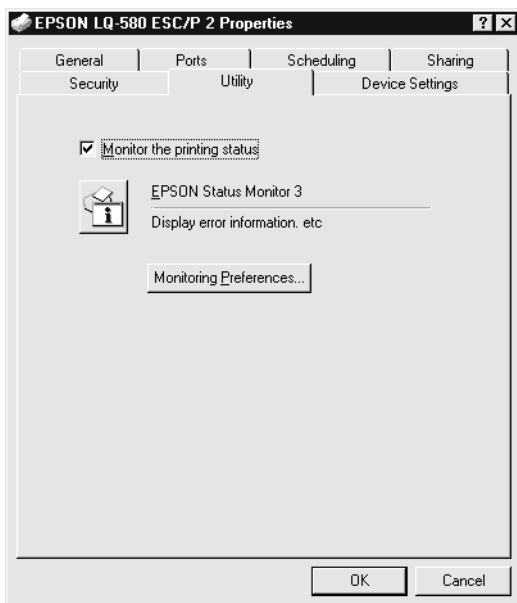 EPSON LQ-580 ESC/P 2 Properties
General Ports Scheduling Sharing
Security Utility Device Settings
Monitor the printing status
EPSON Status Monitor 3
Display error information. etc
Monitoring Preferences...
OK Cancel